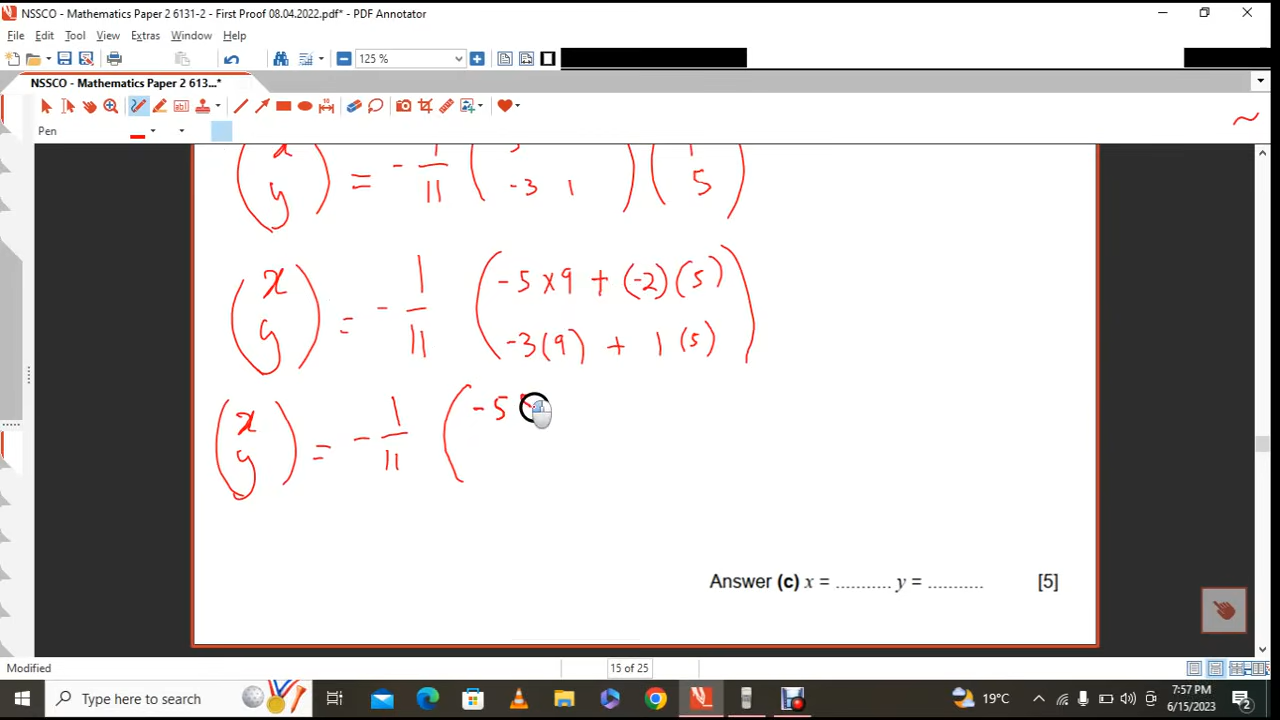 NSSCO - Mathematics Paper 2 6131-2 - First Proof 08.04.2022.pdf* - PDF Annotator
File Edit Tool View Extras Window Help
125 %
NSSCO - Mathematics Paper 2 613...*
Pen
y = - 1/11 -3 1 5
(x y) = - 1/11 (-5×9 + (-2)(5)
-3(9) + 1(5))
(x y) = - 1/11 ( -5
Answer (c) x = ........... y = ........... [5]
Modified
15 of 25
Type here to search
19°C
7:57 PM
6/15/2023
2